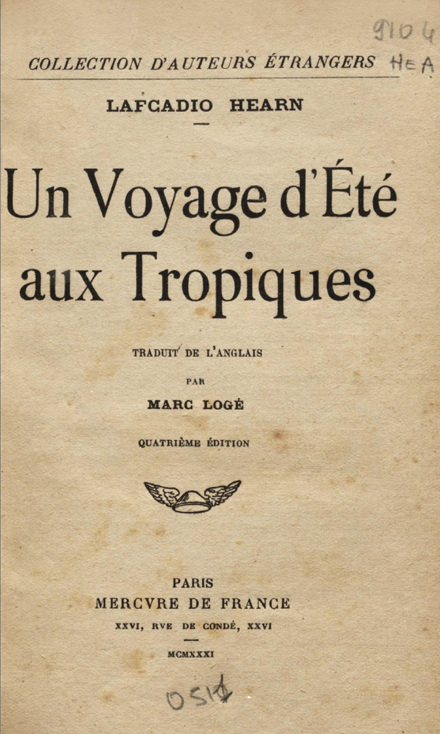 9104
HEA
COLLECTION D'AUTEURS ÉTRANGERS
LAFCADIO HEARN
Un Voyage d'Été
aux Tropiques
TRADUIT DE L'ANGLAIS
PAR
MARC LOGÉ
QUATRIÈME ÉDITION
PARIS
MERCVRE DE FRANCE
XXVI, RVE DE CONDÉ, XXVI
MCMXXXI